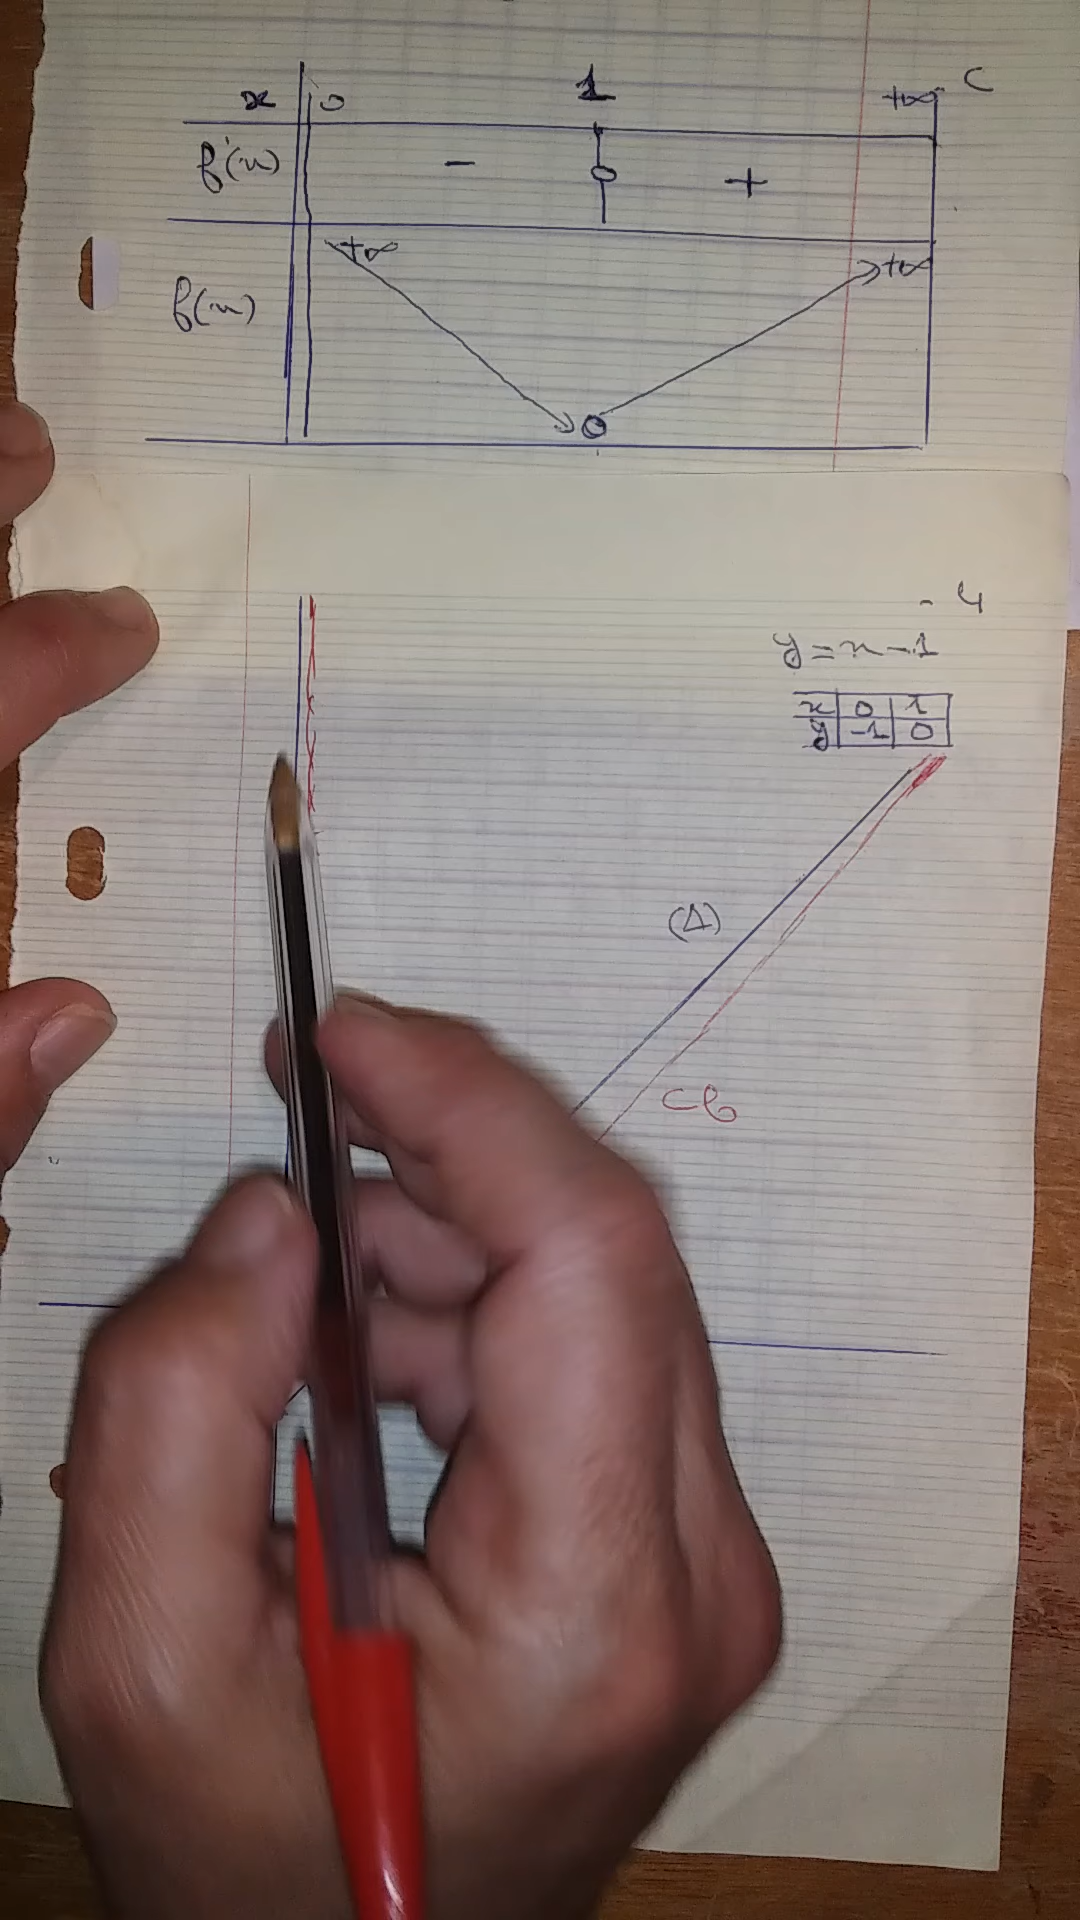 x 0 1 +∞ C
f'(x) - 0 +
f(x) +∞ 0 +∞
- 4
y = x - 1
x 0 1
y -1 0
(Δ)
Cf